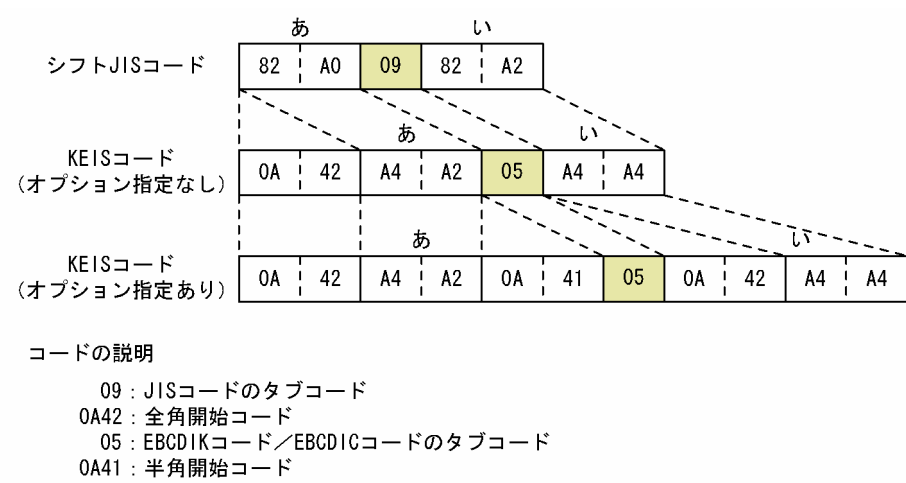 あ い
シフトJISコード 82 A0 09 82 A2
あ い
KEISコード
(オプション指定なし) 0A 42 A4 A2 05 A4 A4
あ い
KEISコード
(オプション指定あり) 0A 42 A4 A2 0A 41 05 0A 42 A4 A4
コードの説明
09:JISコードのタブコード
0A42:全角開始コード
05:EBCDIKコード/EBCDICコードのタブコード
0A41:半角開始コード